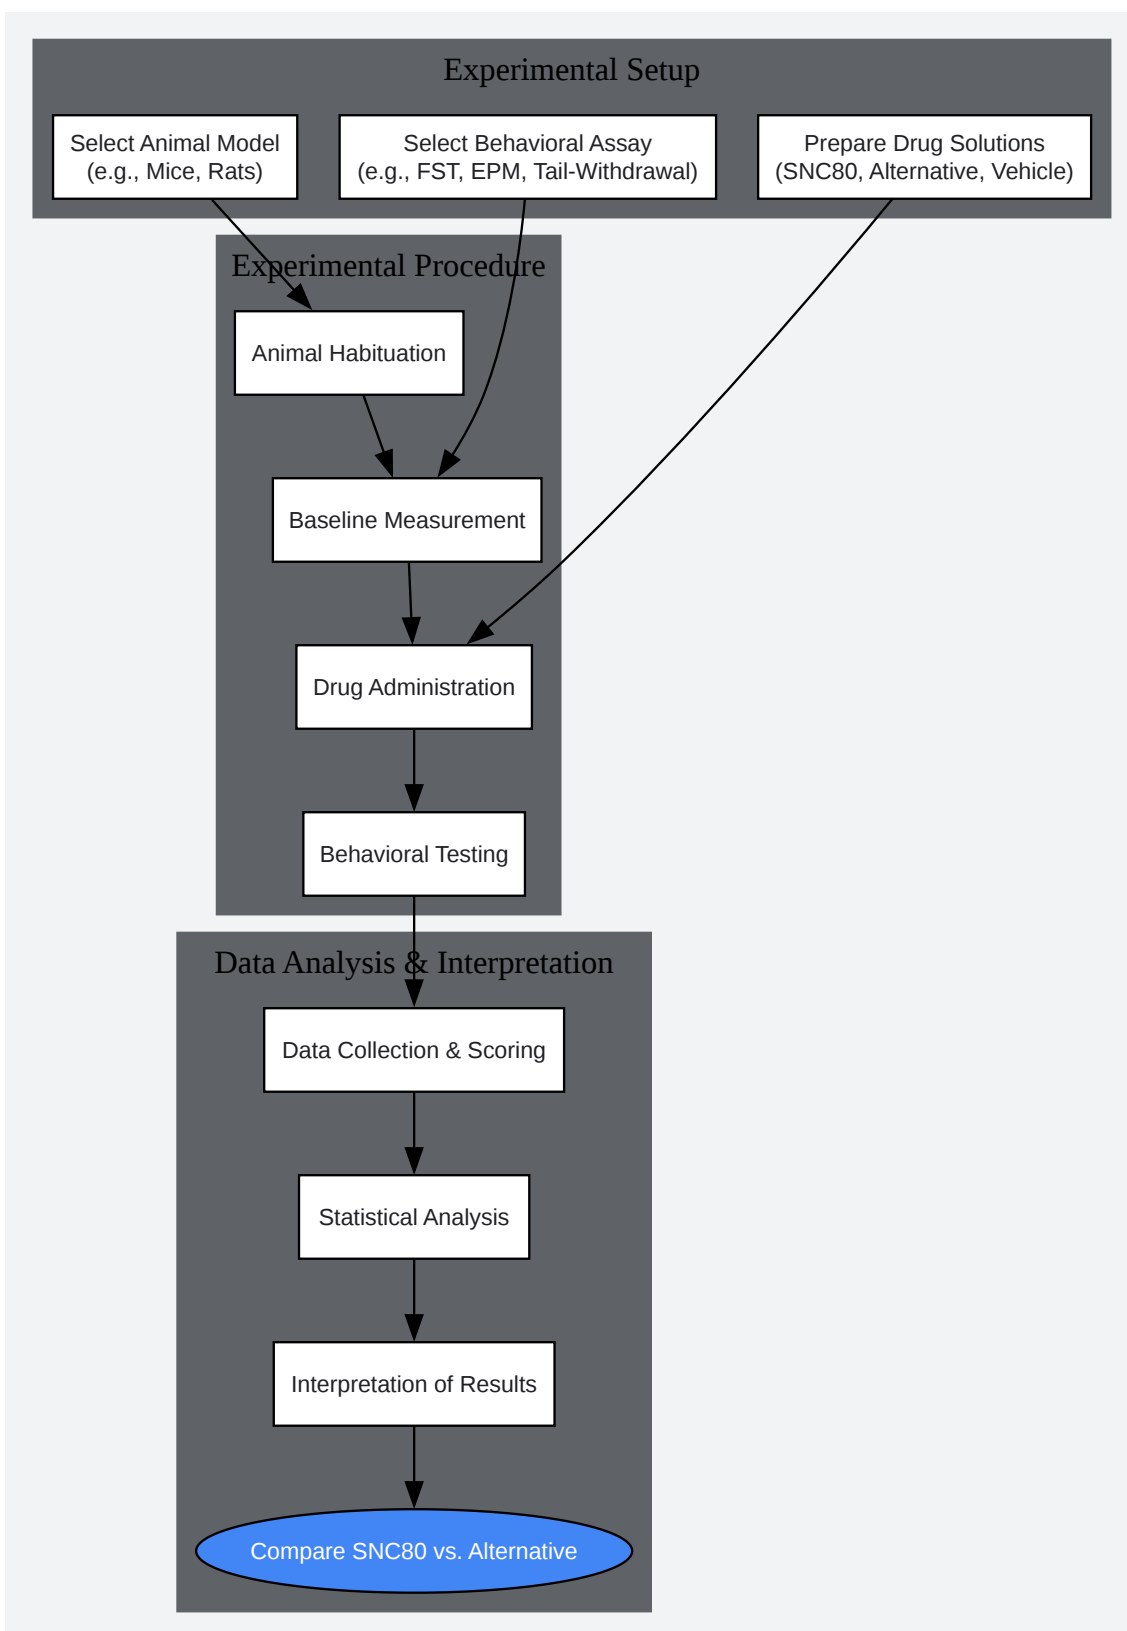 Experimental Setup
Select Animal Model
(e.g., Mice, Rats)
Select Behavioral Assay
(e.g., FST, EPM, Tail-Withdrawal)
Prepare Drug Solutions
(SNC80, Alternative, Vehicle)
Experimental Procedure
Animal Habituation
Baseline Measurement
Drug Administration
Behavioral Testing
Data Analysis & Interpretation
Data Collection & Scoring
Statistical Analysis
Interpretation of Results
Compare SNC80 vs. Alternative